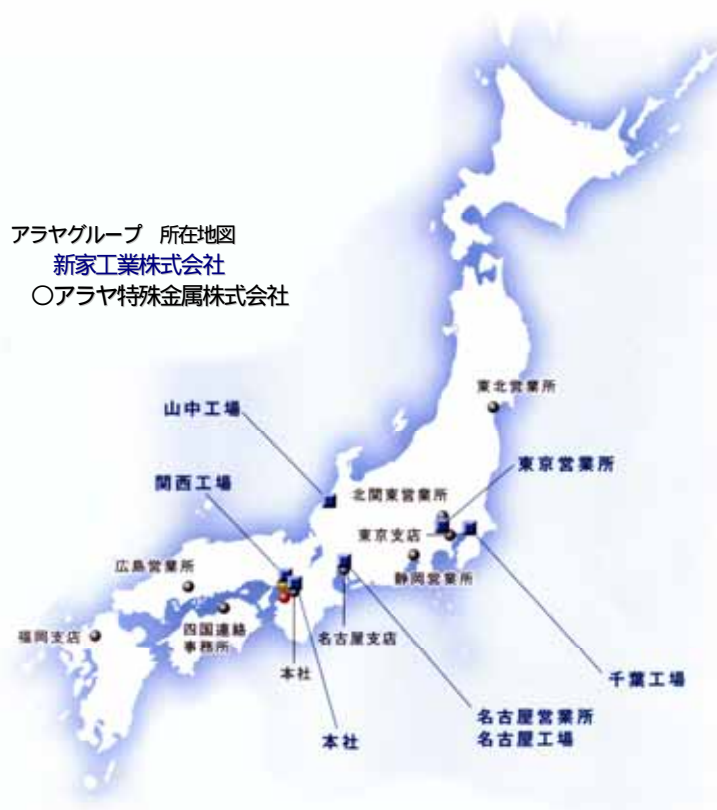 アラヤグループ 所在地図
新家工業株式会社
○アラヤ特殊金属株式会社
東北営業所
山中工場
東京営業所
関西工場
北関東営業所
東京支店
広島営業所
静岡営業所
福岡支店
四国連絡
事務所
名古屋支店
本社
千葉工場
名古屋営業所
名古屋工場
本社